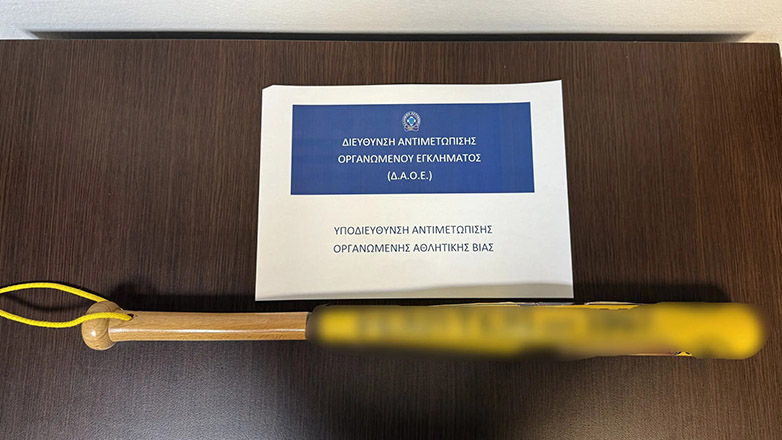 ΔΙΕΥΘΥΝΣΗ ΑΝΤΙΜΕΤΩΠΙΣΗΣ
ΟΡΓΑΝΩΜΕΝΟΥ ΕΓΚΛΗΜΑΤΟΣ
(Δ.Α.Ο.Ε.)
ΥΠΟΔΙΕΥΘΥΝΣΗ ΑΝΤΙΜΕΤΩΠΙΣΗΣ
ΟΡΓΑΝΩΜΕΝΗΣ ΑΘΛΗΤΙΚΗΣ ΒΙΑΣ